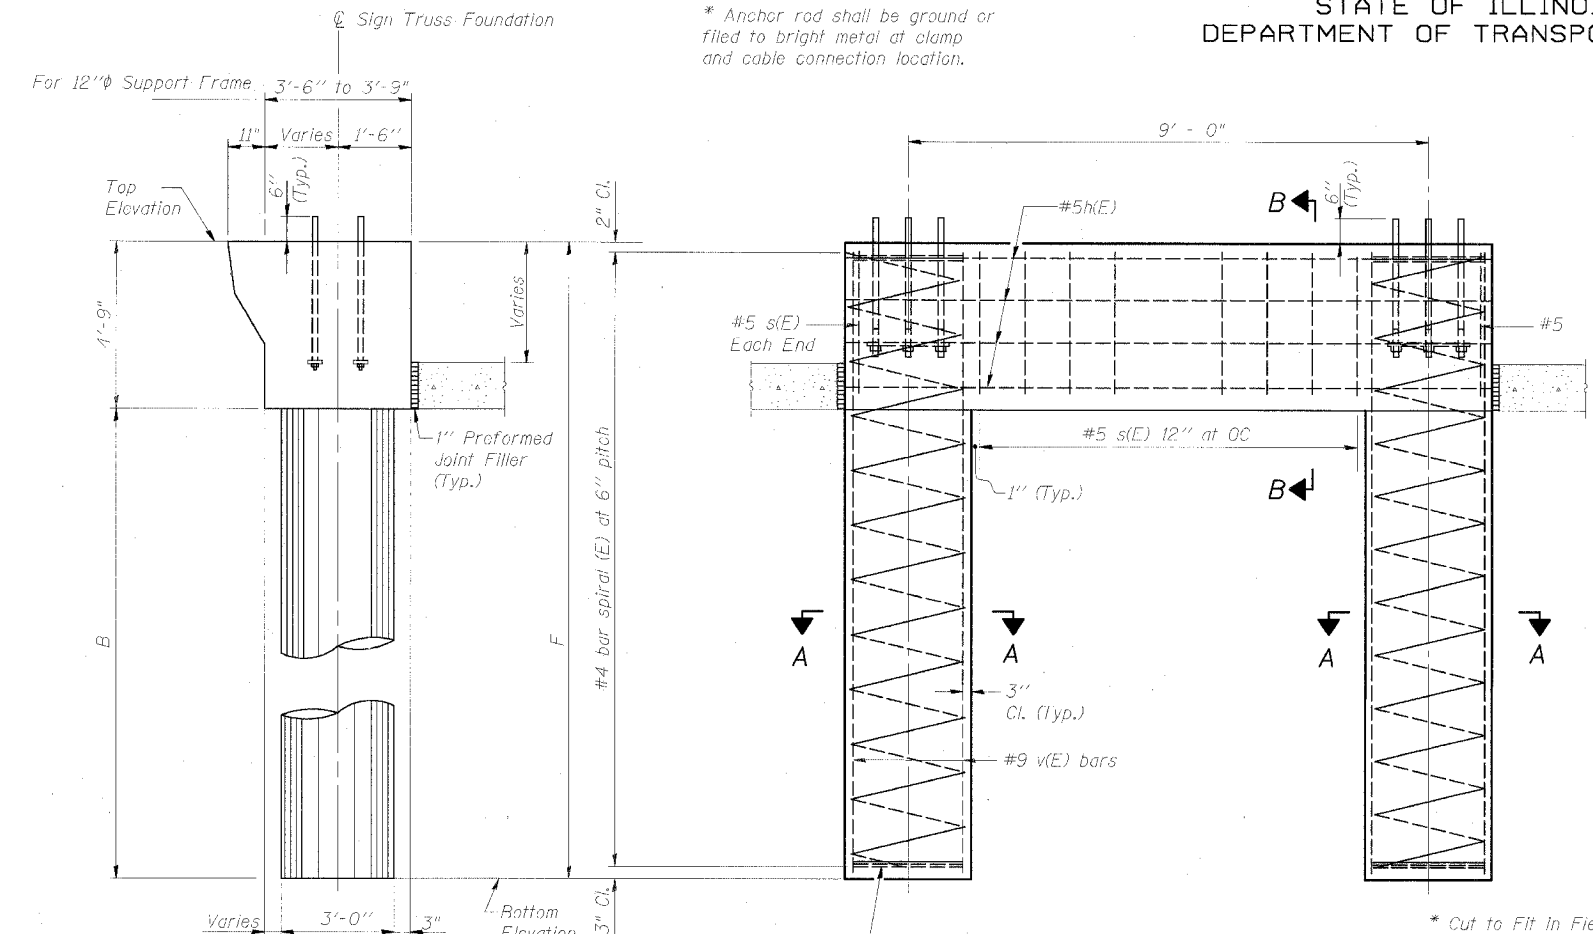 ℄ Sign Truss Foundation
* Anchor rod shall be ground or
filed to bright metal at clamp
and cable connection location.
STATE OF ILLINOI
DEPARTMENT OF TRANSPO
For 12''ϕ Support Frame
3'-6'' to 3'-9"
11"
Varies
1'-6''
6''
(Typ.)
Top
Elevation
4'-9"
Varies
2" Cl.
9' - 0"
#5h(E)
B
6''
(Typ.)
#5 s(E)
Each End
#5
1'' Preformed
Joint Filler
(Typ.)
#5 s(E) 12'' at OC
1'' (Typ.)
B
#4 bar spiral (E) at 6'' pitch
B
F
A
A
A
A
3''
Cl. (Typ.)
#9 v(E) bars
Varies
3'-0''
3"
Bottom
Elevation
3" Cl.
* Cut to Fit in Fie